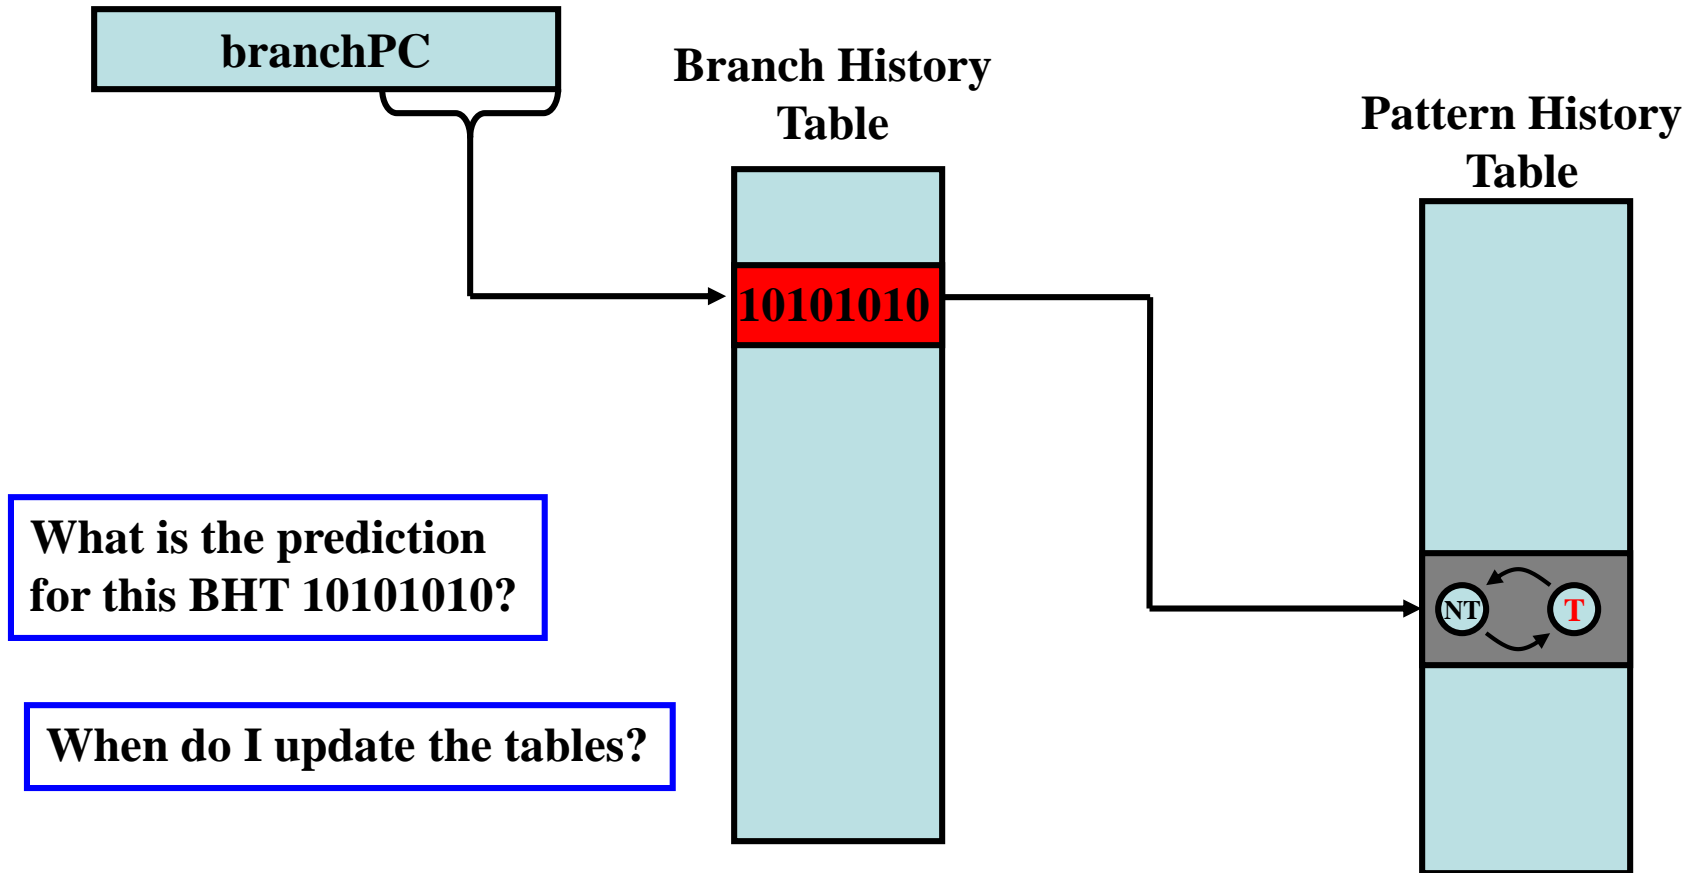 branchPC
Branch History
Table
Pattern History
Table
10101010
What is the prediction
for this BHT 10101010?
NT
T
When do I update the tables?